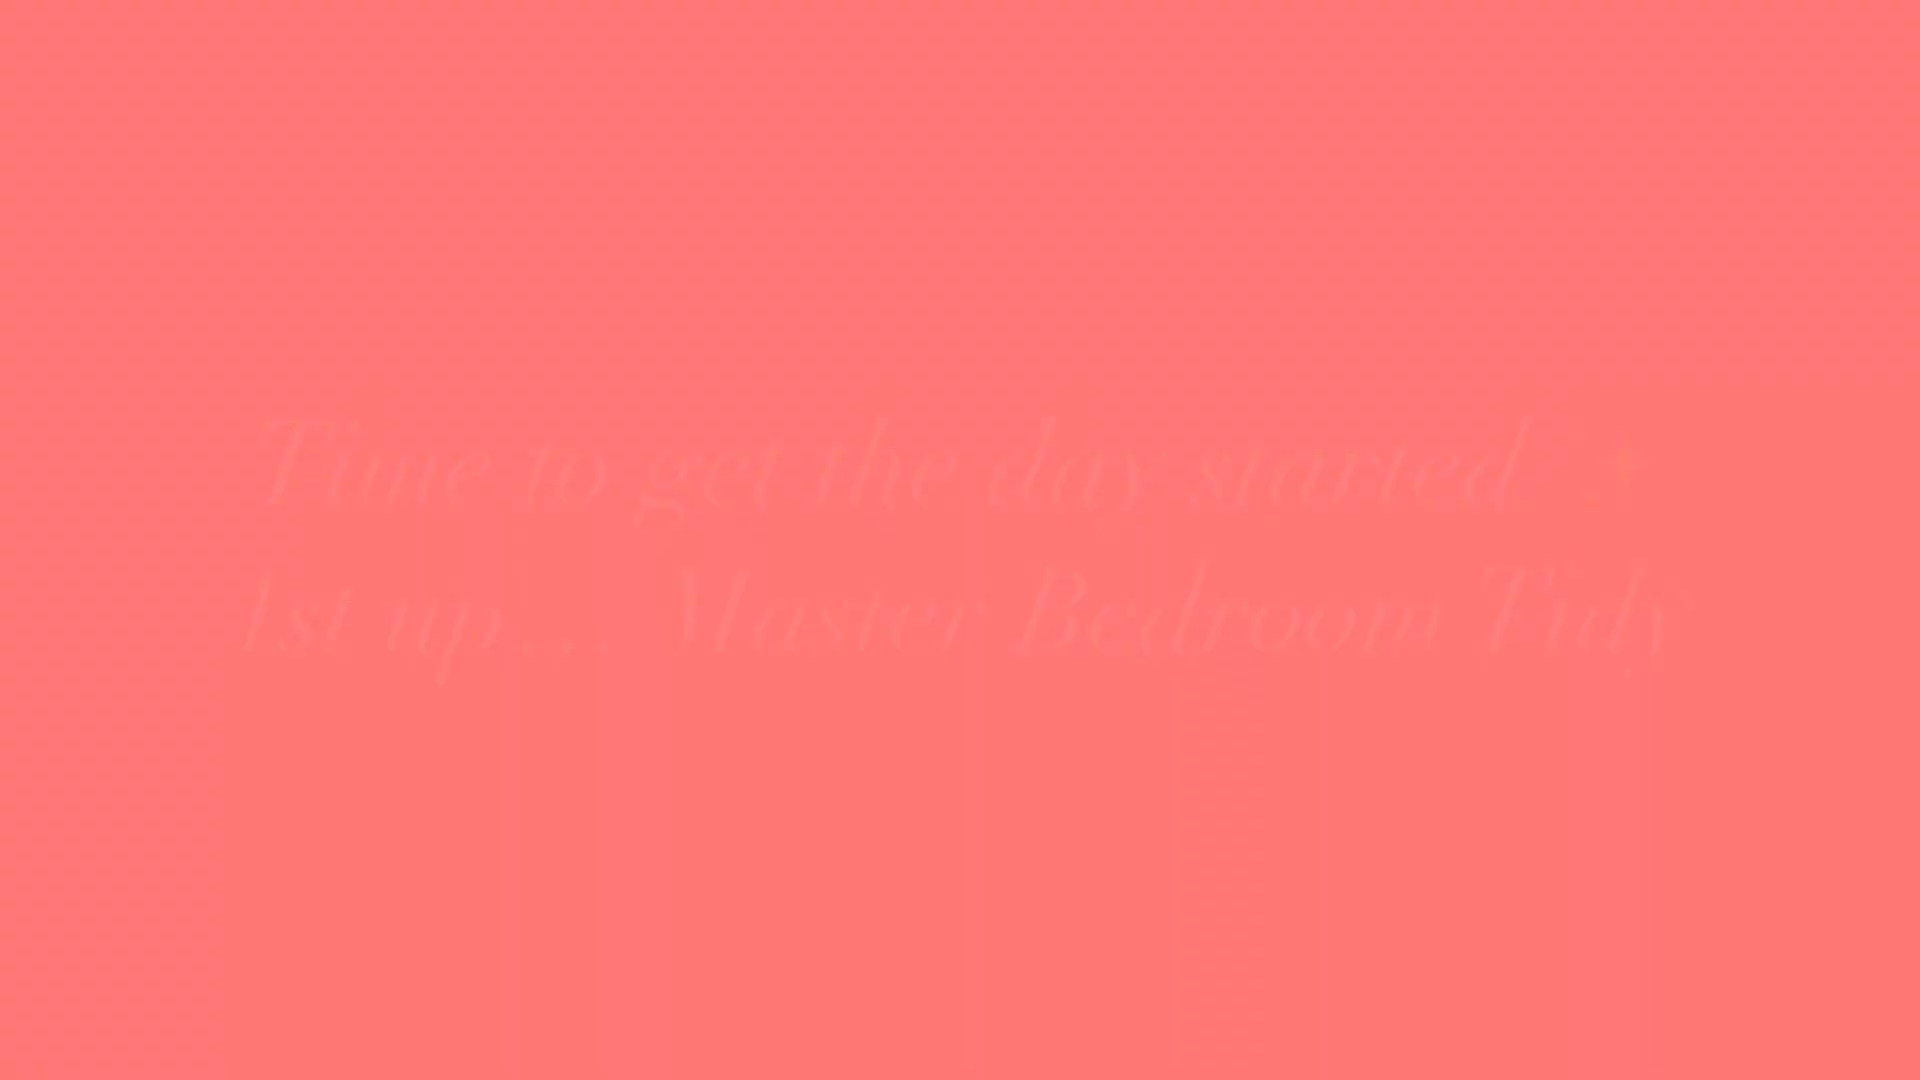 Time to get the day started
1st up... Master Bedroom Tidy